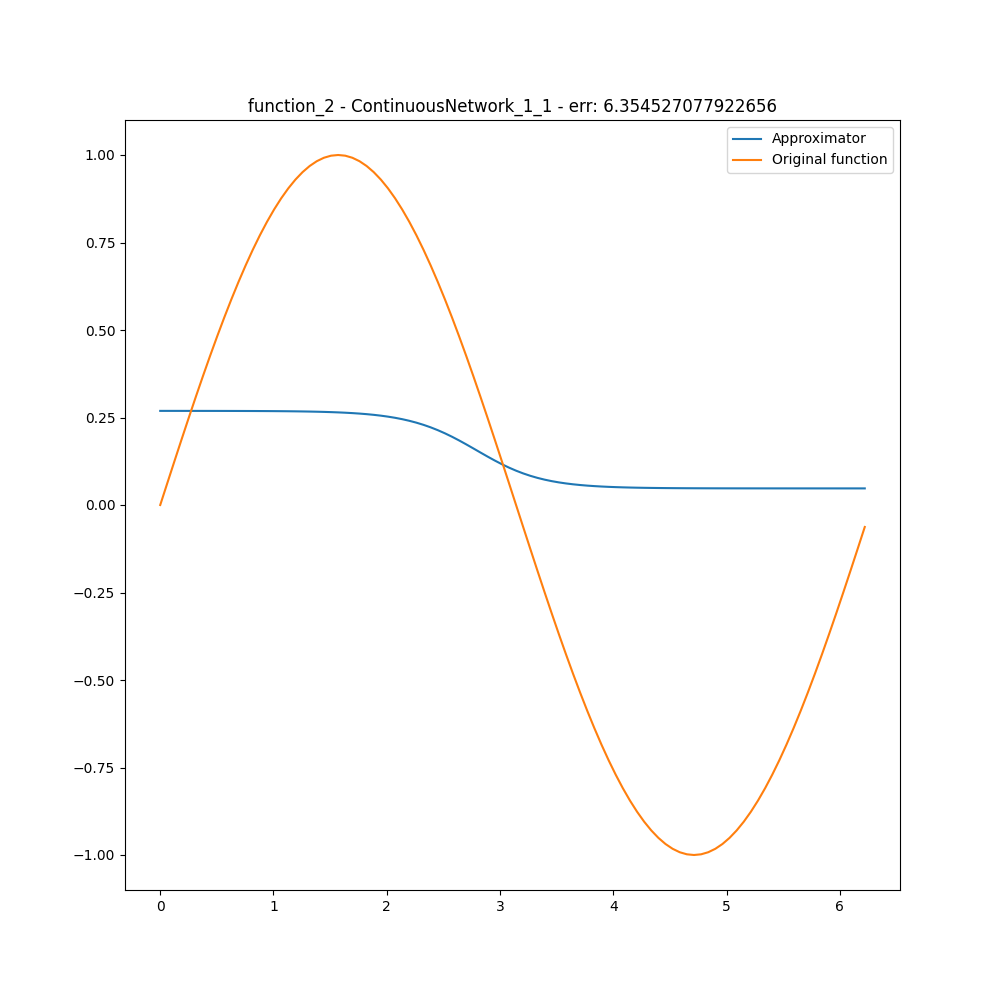 function_2 - ContinuousNetwork_1_1 - err: 6.354527077922656
Approximator
Original function
1.00
0.75
0.50
0.25
0.00
−0.25
−0.50
−0.75
−1.00
0 1 2 3 4 5 6